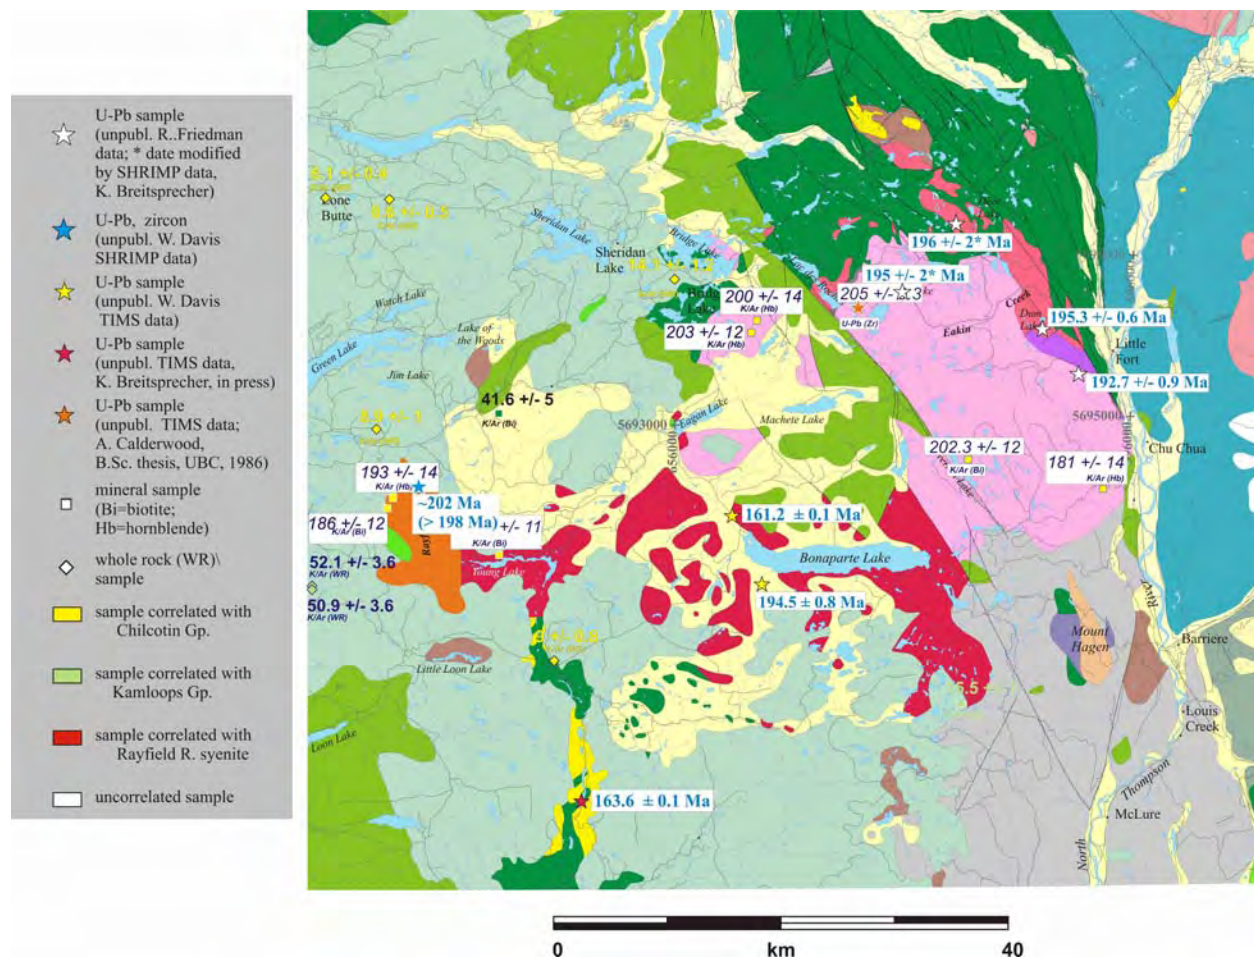 U-Pb sample
(unpubl. R..Friedman
data; * date modified
by SHRIMP data,
K. Breitsprecher)
U-Pb, zircon
(unpubl. W. Davis
SHRIMP data)
U-Pb sample
(unpubl. W. Davis
TIMS data)
U-Pb sample
(unpubl. TIMS data,
K. Breitsprecher, in press)
U-Pb sample
(unpubl. TIMS data;
A. Calderwood,
B.Sc. thesis, UBC, 1986)
mineral sample
(Bi=biotite;
Hb=hornblende)
whole rock (WR)\
sample
sample correlated with
Chilcotin Gp.
sample correlated with
Kamloops Gp.
sample correlated with
Rayfield R. syenite
uncorrelated sample
Lone
Butte
Sheridan Lake
Sheridan
Lake
Bridge Lake
196 +/- 2* Ma
195 +/- 2* Ma
205 +/-
U-Pb (Zr)
200 +/- 14
K/Ar (Hb)
203 +/- 12
K/Ar (Hb)
Watch Lake
Green Lake
Lake of
the Woods
Jim Lake
Eakin
Creek
Dum
195.3 +/- 0.6 Ma
Little
Fort
192.7 +/- 0.9 Ma
41.6 +/- 5
K/Ar (Bi)
Eagan Lake
Machete Lake
5693000
656000
5695000
Chu Chua
202.3 +/- 12
K/Ar (Bi)
181 +/- 14
K/Ar (Hb)
193 +/- 14
K/Ar (Hb)
~202 Ma
(> 198 Ma)
186 +/- 12
K/Ar (Bi)
+/- 11
K/Ar (Bi)
161.2 ± 0.1 Ma
Bonaparte Lake
52.1 +/- 3.6
K/Ar (WR)
50.9 +/- 3.6
K/Ar (WR)
Young Lake
194.5 ± 0.8 Ma
Little Loon Lake
Mount
Hagen
River
Barriere
Louis
Creek
Loon Lake
163.6 ± 0.1 Ma
Thompson
McLure
North
0 km 40